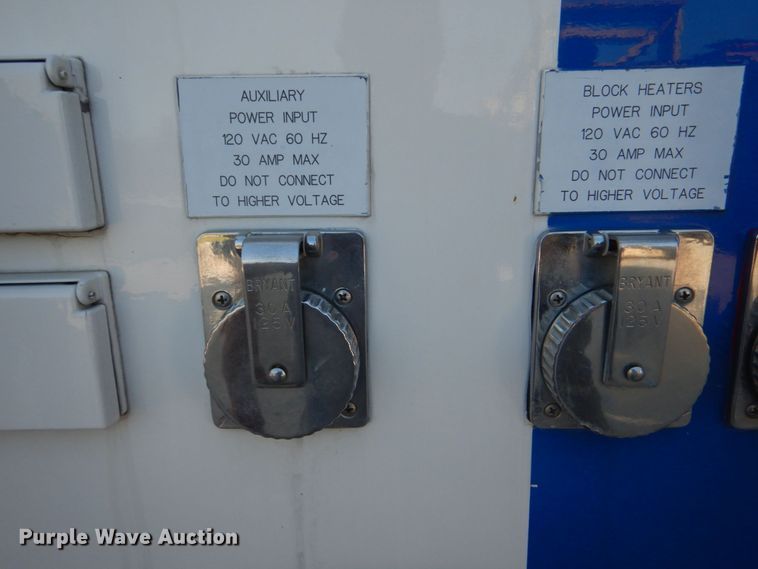 AUXILIARY
POWER INPUT
120 VAC 60 HZ
30 AMP MAX
DO NOT CONNECT
TO HIGHER VOLTAGE
BLOCK HEATERS
POWER INPUT
120 VAC 60 HZ
30 AMP MAX
DO NOT CONNECT
TO HIGHER VOLTAGE
BRYANT
30A
125V
BRYANT
30A
125V
Purple Wave Auction